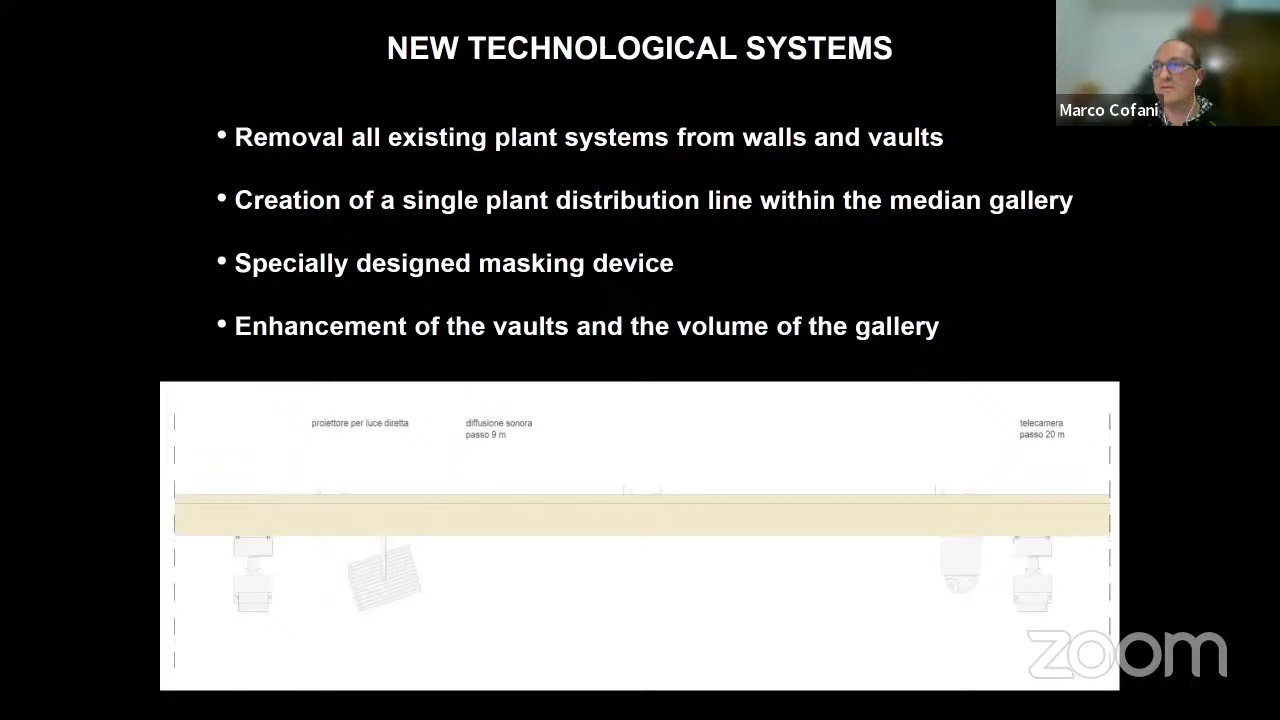 NEW TECHNOLOGICAL SYSTEMS
Marco Cofani
• Removal all existing plant systems from walls and vaults
• Creation of a single plant distribution line within the median gallery
• Specially designed masking device
• Enhancement of the vaults and the volume of the gallery
proiettore per luce diretta
diffusione sonora
passo 9 m
telecamera
passo 20 m
zoom